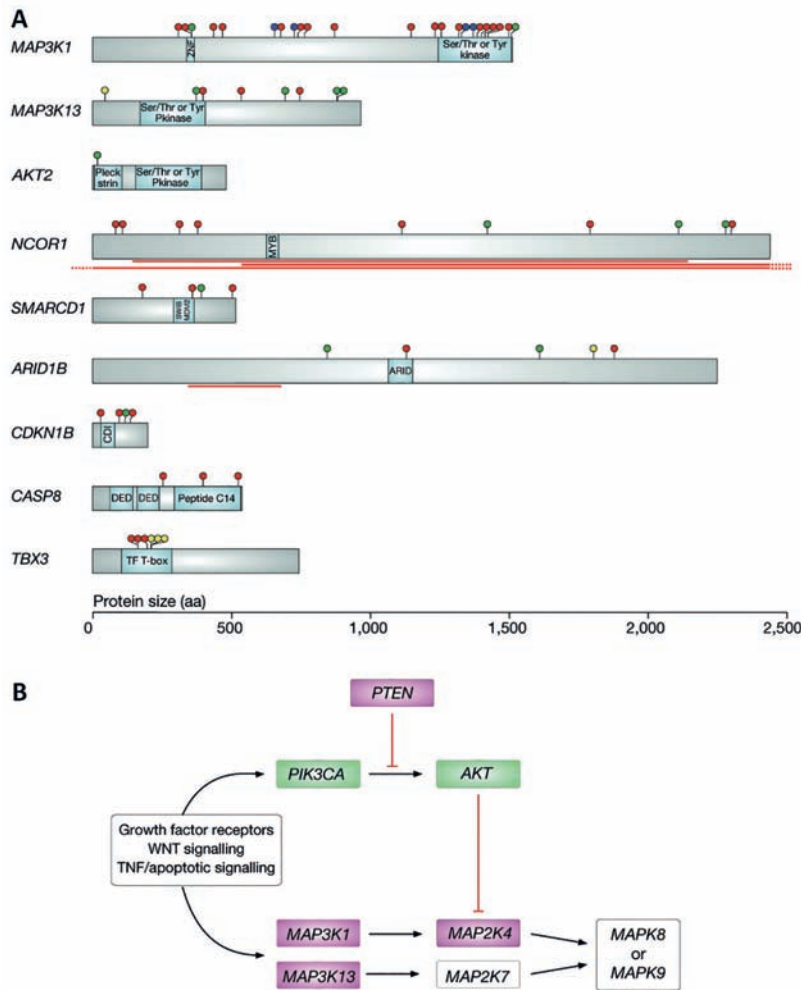 A
MAP3K1
ZNF
Ser/Thr or Tyr
kinase
MAP3K13
Ser/Thr or Tyr
Pkinase
AKT2
Pleck
strin
Ser/Thr or Tyr
Pkinase
NCOR1
MYB
SMARCD1
SWIB
MDM2
ARID1B
ARID
CDKN1B
CDI
CASP8
DED
DED
Peptide C14
TBX3
TF T-box
Protein size (aa)
0
500
1,000
1,500
2,000
2,500
B
PTEN
PIK3CA
AKT
Growth factor receptors
WNT signalling
TNF/apoptotic signalling
MAP3K1
MAP2K4
MAPK8
or
MAPK9
MAP3K13
MAP2K7